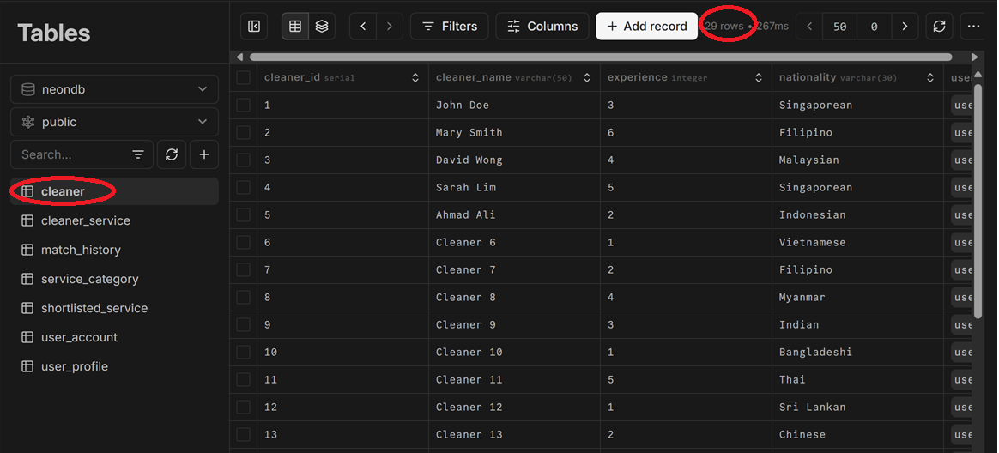 Tables
Filters Columns + Add record 29 rows • 267ms 50 0
neondb
public
Search...
cleaner
cleaner_service
match_history
service_category
shortlisted_service
user_account
user_profile
cleaner_id serial cleaner_name varchar(50) experience integer nationality varchar(30) use
1 John Doe 3 Singaporean use
2 Mary Smith 6 Filipino use
3 David Wong 4 Malaysian use
4 Sarah Lim 5 Singaporean use
5 Ahmad Ali 2 Indonesian use
6 Cleaner 6 1 Vietnamese use
7 Cleaner 7 2 Filipino use
8 Cleaner 8 4 Myanmar use
9 Cleaner 9 3 Indian use
10 Cleaner 10 1 Bangladeshi use
11 Cleaner 11 5 Thai use
12 Cleaner 12 1 Sri Lankan use
13 Cleaner 13 2 Chinese use